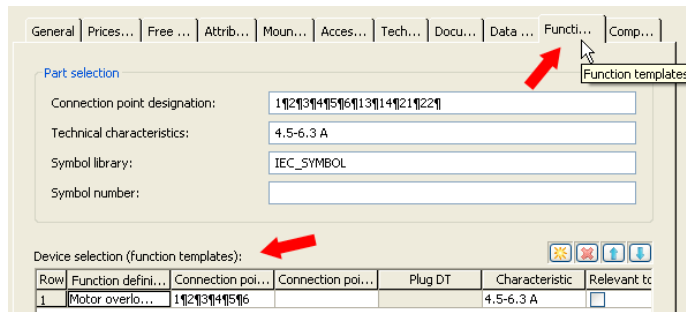 General Prices... Free ... Attrib... Moun... Acces... Tech... Docu... Data ... Functi... Comp...
Function templates
Part selection
Connection point designation: 1¶2¶3¶4¶5¶6¶13¶14¶21¶22¶
Technical characteristics: 4.5-6.3 A
Symbol library: IEC_SYMBOL
Symbol number:
Device selection (function templates):
Row Function defini... Connection poi... Connection poi... Plug DT Characteristic Relevant to
1 Motor overlo... 1¶2¶3¶4¶5¶6 4.5-6.3 A